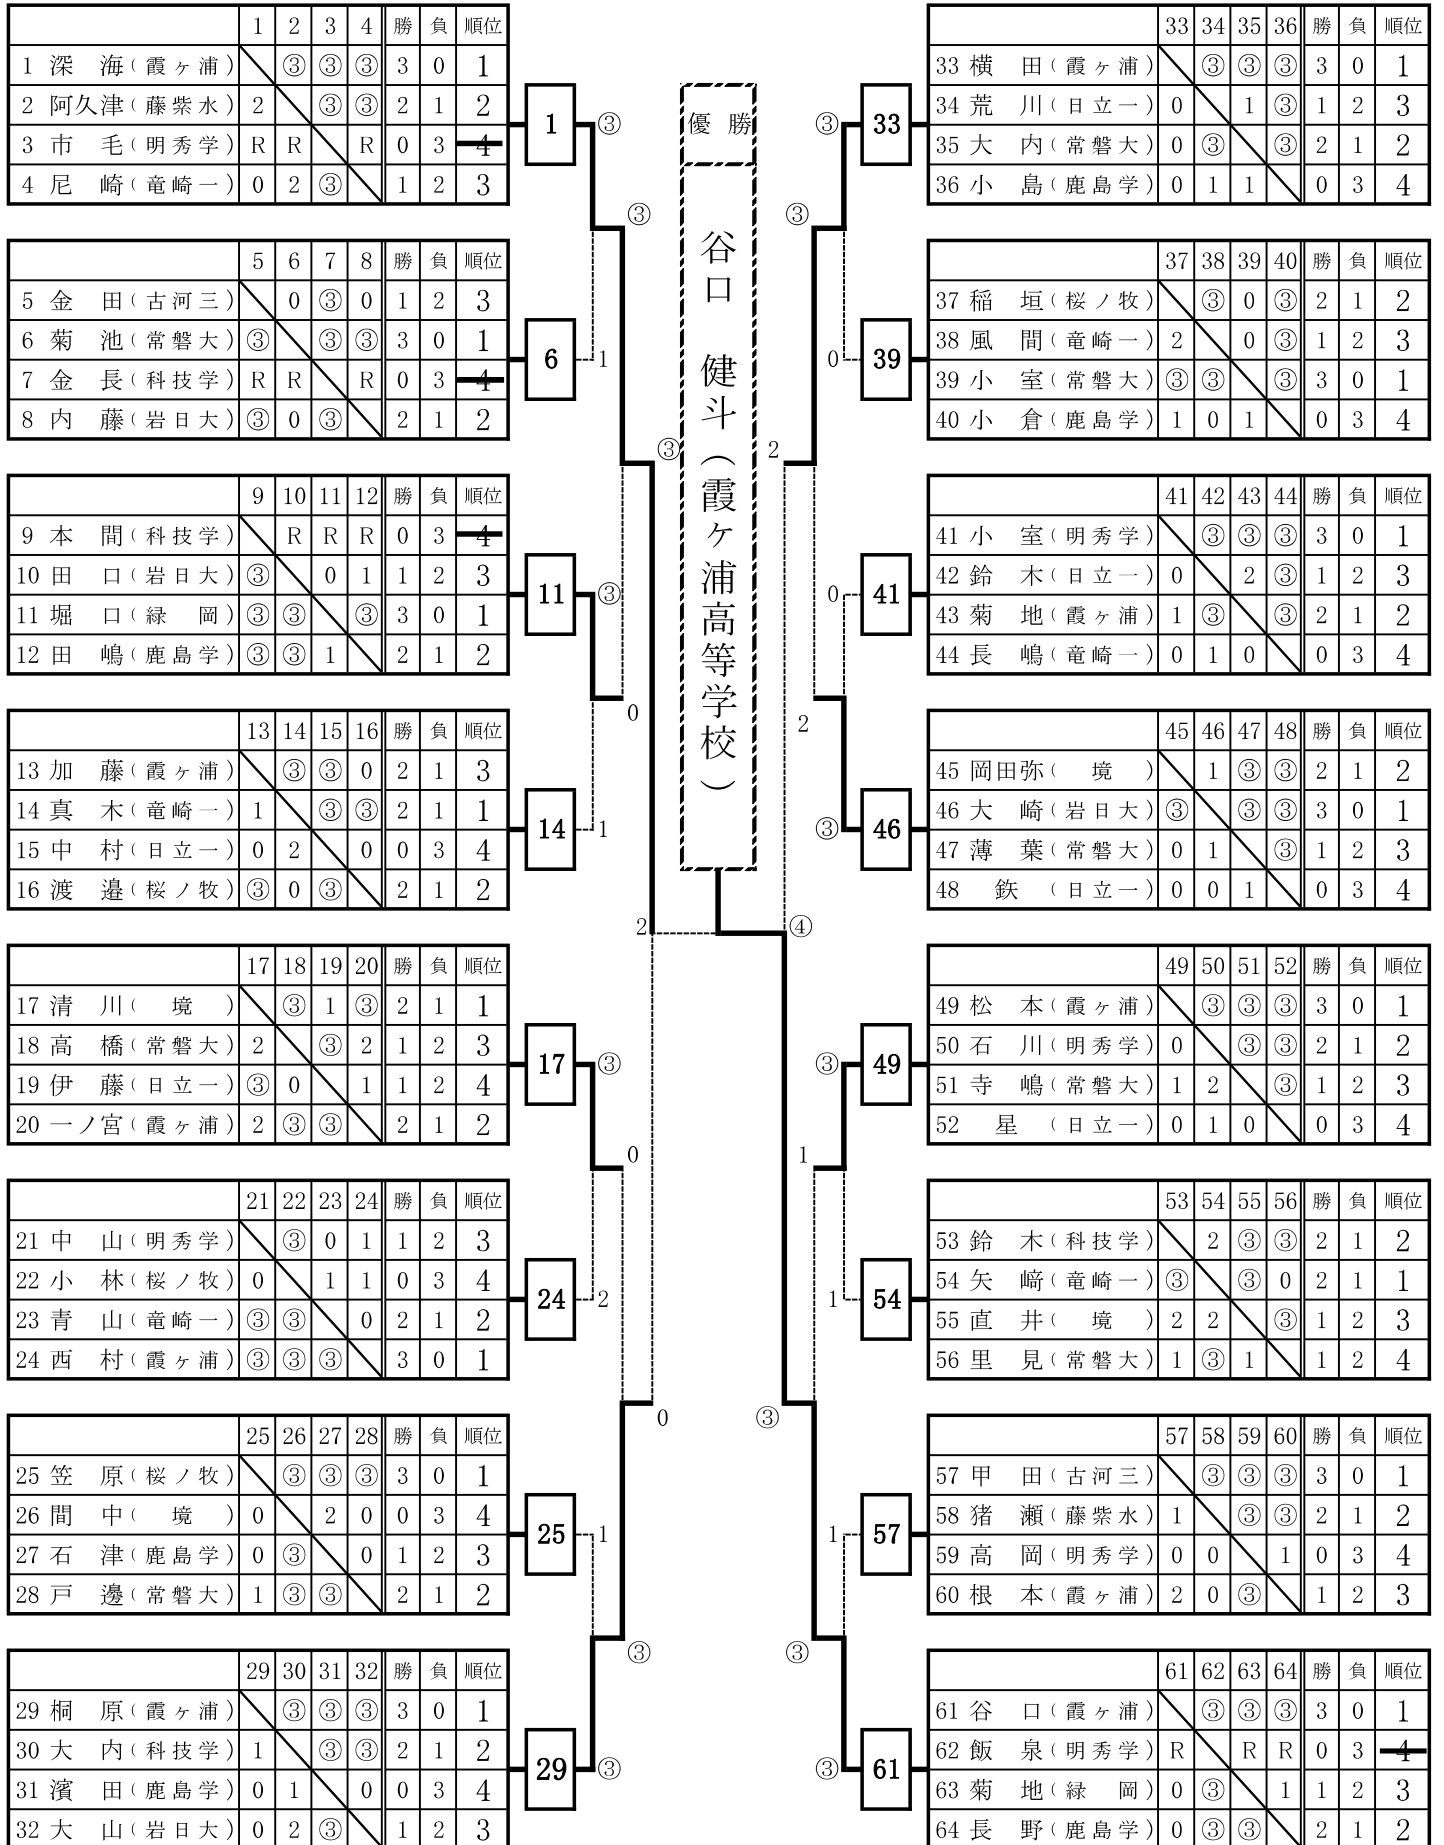 1 2 3 4 勝 負 順位
1 深 海(霞ヶ浦) ③ ③ ③ 3 0 1
2 阿久津(藤紫水) 2 ③ ③ 2 1 2
3 市 毛(明秀学) R R R 0 3 4
4 尼 崎(竜崎一) 0 2 ③ 1 2 3
5 6 7 8 勝 負 順位
5 金 田(古河三) 0 ③ 0 1 2 3
6 菊 池(常磐大) ③ ③ ③ 3 0 1
7 金 長(科技学) R R R 0 3 4
8 内 藤(岩日大) ③ 0 ③ 2 1 2
9 10 11 12 勝 負 順位
9 本 間(科技学) R R R 0 3 4
10 田 口(岩日大) ③ 0 1 1 2 3
11 堀 口(緑 岡) ③ ③ ③ 3 0 1
12 田 嶋(鹿島学) ③ ③ 1 2 1 2
13 14 15 16 勝 負 順位
13 加 藤(霞ヶ浦) ③ ③ 0 2 1 3
14 真 木(竜崎一) 1 ③ ③ 2 1 1
15 中 村(日立一) 0 2 0 0 3 4
16 渡 邉(桜ノ牧) ③ 0 ③ 2 1 2
17 18 19 20 勝 負 順位
17 清 川( 境 ) ③ 1 ③ 2 1 1
18 高 橋(常磐大) 2 ③ 2 1 2 3
19 伊 藤(日立一) ③ 0 1 1 2 4
20 一ノ宮(霞ヶ浦) 2 ③ ③ 2 1 2
21 22 23 24 勝 負 順位
21 中 山(明秀学) ③ 0 1 1 2 3
22 小 林(桜ノ牧) 0 1 1 0 3 4
23 青 山(竜崎一) ③ ③ 0 2 1 2
24 西 村(霞ヶ浦) ③ ③ ③ 3 0 1
25 26 27 28 勝 負 順位
25 笠 原(桜ノ牧) ③ ③ ③ 3 0 1
26 間 中( 境 ) 0 2 0 0 3 4
27 石 津(鹿島学) 0 ③ 0 1 2 3
28 戸 邊(常磐大) 1 ③ ③ 2 1 2
29 30 31 32 勝 負 順位
29 桐 原(霞ヶ浦) ③ ③ ③ 3 0 1
30 大 内(科技学) 1 ③ ③ 2 1 2
31 濱 田(鹿島学) 0 1 0 0 3 4
32 大 山(岩日大) 0 2 ③ 1 2 3
1 ③
③
6 1
③
11 ③
0
14 1
2
17 ③
0
24 2
0
25 1
③
29 ③
優 勝
谷口 健斗(霞ヶ浦高等学校)
③ 33
③
0 39
2
0 41
2
③ 46
④
③ 49
1
1 54
③
1 57
③
③ 61
33 34 35 36 勝 負 順位
33 横 田(霞ヶ浦) ③ ③ ③ 3 0 1
34 荒 川(日立一) 0 1 ③ 1 2 3
35 大 内(常磐大) 0 ③ ③ 2 1 2
36 小 島(鹿島学) 0 1 1 0 3 4
37 38 39 40 勝 負 順位
37 稲 垣(桜ノ牧) ③ 0 ③ 2 1 2
38 風 間(竜崎一) 2 0 ③ 1 2 3
39 小 室(常磐大) ③ ③ ③ 3 0 1
40 小 倉(鹿島学) 1 0 1 0 3 4
41 42 43 44 勝 負 順位
41 小 室(明秀学) ③ ③ ③ 3 0 1
42 鈴 木(日立一) 0 2 ③ 1 2 3
43 菊 地(霞ヶ浦) 1 ③ ③ 2 1 2
44 長 嶋(竜崎一) 0 1 0 0 3 4
45 46 47 48 勝 負 順位
45 岡田弥( 境 ) 1 ③ ③ 2 1 2
46 大 崎(岩日大) ③ ③ ③ 3 0 1
47 薄 葉(常磐大) 0 1 ③ 1 2 3
48 鉄 (日立一) 0 0 1 0 3 4
49 50 51 52 勝 負 順位
49 松 本(霞ヶ浦) ③ ③ ③ 3 0 1
50 石 川(明秀学) 0 ③ ③ 2 1 2
51 寺 嶋(常磐大) 1 2 ③ 1 2 3
52 星 (日立一) 0 1 0 0 3 4
53 54 55 56 勝 負 順位
53 鈴 木(科技学) 2 ③ ③ 2 1 2
54 矢 﨑(竜崎一) ③ ③ 0 2 1 1
55 直 井( 境 ) 2 2 ③ 1 2 3
56 里 見(常磐大) 1 ③ 1 1 2 4
57 58 59 60 勝 負 順位
57 甲 田(古河三) ③ ③ ③ 3 0 1
58 猪 瀬(藤紫水) 1 ③ ③ 2 1 2
59 高 岡(明秀学) 0 0 1 0 3 4
60 根 本(霞ヶ浦) 2 0 ③ 1 2 3
61 62 63 64 勝 負 順位
61 谷 口(霞ヶ浦) ③ ③ ③ 3 0 1
62 飯 泉(明秀学) R R R 0 3 4
63 菊 地(緑 岡) 0 ③ 1 1 2 3
64 長 野(鹿島学) 0 ③ ③ 2 1 2